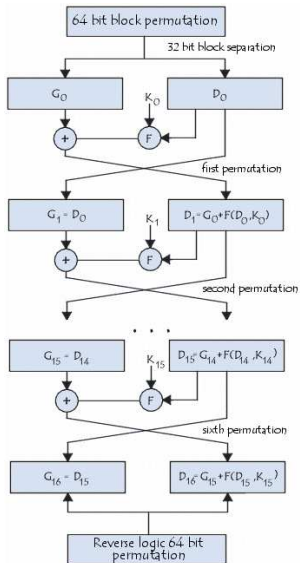 64 bit block permutation
32 bit block separation
G0 D0
K0
+ F
first permutation
G1 = D0 D1 = G0+F(D0,K0)
K1
+ F
second permutation
. . .
G15 = D14 D15= G14+F(D14,K14)
K15
+ F
sixth permutation
G16 = D15 D16= G15+F(D15,K15)
Reverse logic 64 bit
permutation